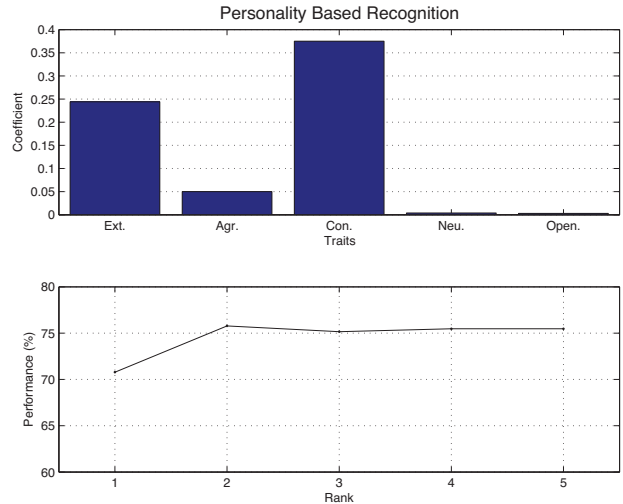 Personality Based Recognition
0.4
0.35
0.3
0.25
0.2
0.15
0.1
0.05
0
Coefficient
Ext. Agr. Con. Neu. Open.
Traits
80
75
70
65
60
Performance (%)
1 2 3 4 5
Rank